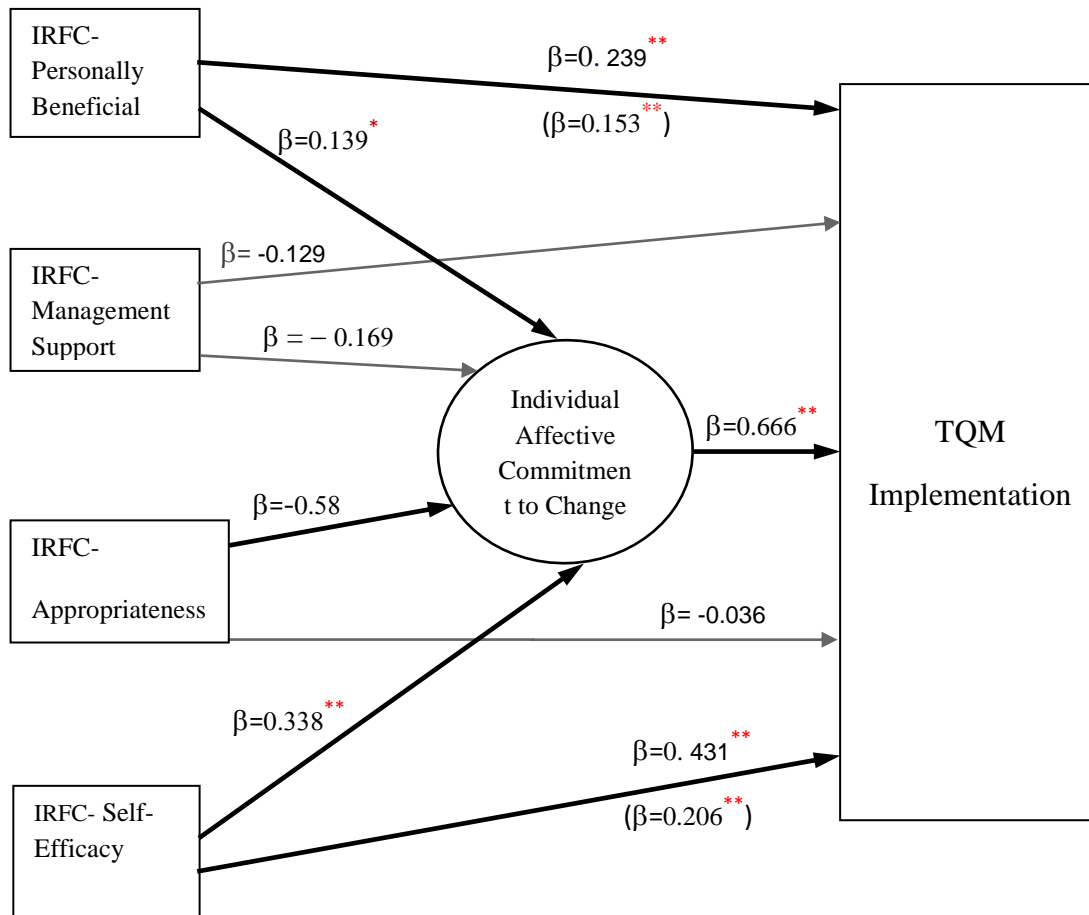 IRFC-
Personally
Beneficial
β=0. 239**
(β=0.153**)
β=0.139*
IRFC-
Management
Support
β= -0.129
β = − 0.169
Individual
Affective
Commitmen
t to Change
β=0.666**
TQM
Implementation
IRFC-
Appropriateness
β=-0.58
β= -0.036
β=0.338**
IRFC- Self-
Efficacy
β=0. 431**
(β=0.206**)